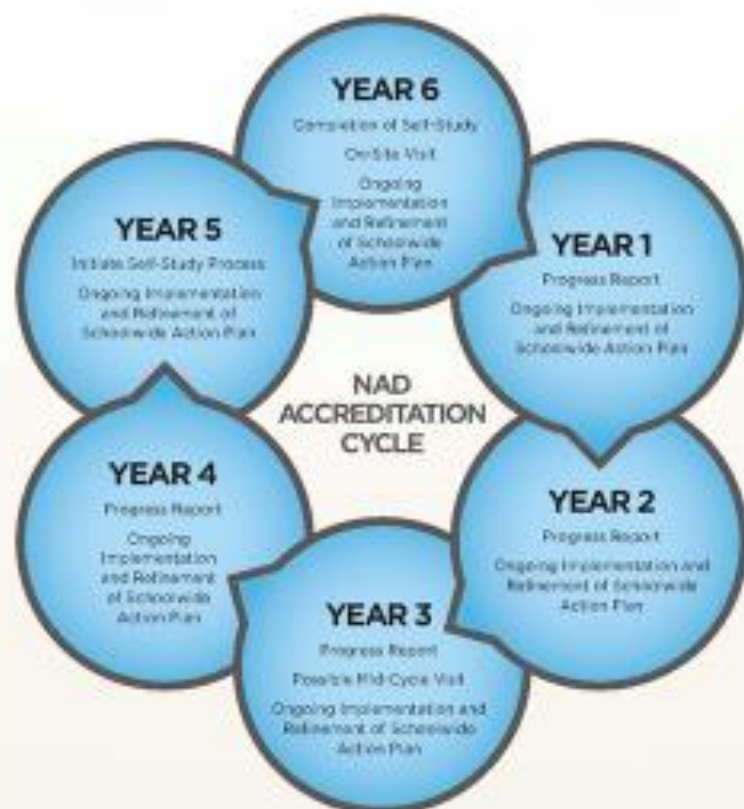 YEAR 6
Completion of Self-Study
On-Site Visit
Ongoing
Implementation
and Refinement
of Schoolwide
Action Plan
YEAR 1
Progress Report
Ongoing Implementation
and Refinement of
Schoolwide Action Plan
YEAR 2
Progress Report
Ongoing Implementation and
Refinement of Schoolwide
Action Plan
YEAR 3
Progress Report
Possible Mid-Cycle Visit
Ongoing Implementation and
Refinement of Schoolwide
Action Plan
YEAR 4
Progress Report
Ongoing
Implementation
and Refinement
of Schoolwide
Action Plan
YEAR 5
Initiate Self-Study Process
Ongoing Implementation
and Refinement of
Schoolwide Action Plan
NAD
ACCREDITATION
CYCLE